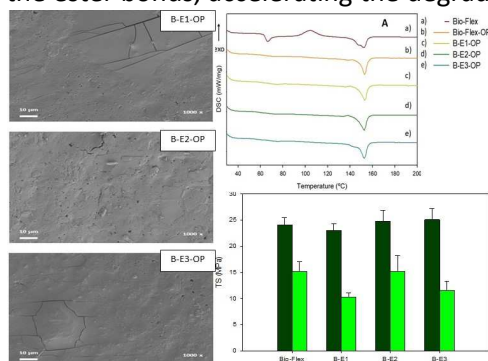 the ester bonds, accelerating the degrad
B-E1-OP
10 µm 1000 x
B-E2-OP
10 µm 1000 x
B-E3-OP
10 µm 1000 x
A
exo
DSC (mW/mg)
a)
b)
c)
d)
e)
a) Bio-Flex
b) Bio-Flex-OP
c) B-E1-OP
d) B-E2-OP
e) B-E3-OP
40 60 80 100 120 140 160 180 200
Temperature (ºC)
TS (MPa)
30
25
20
15
10
5
0
Bio-Flex B-E1 B-E2 B-E3